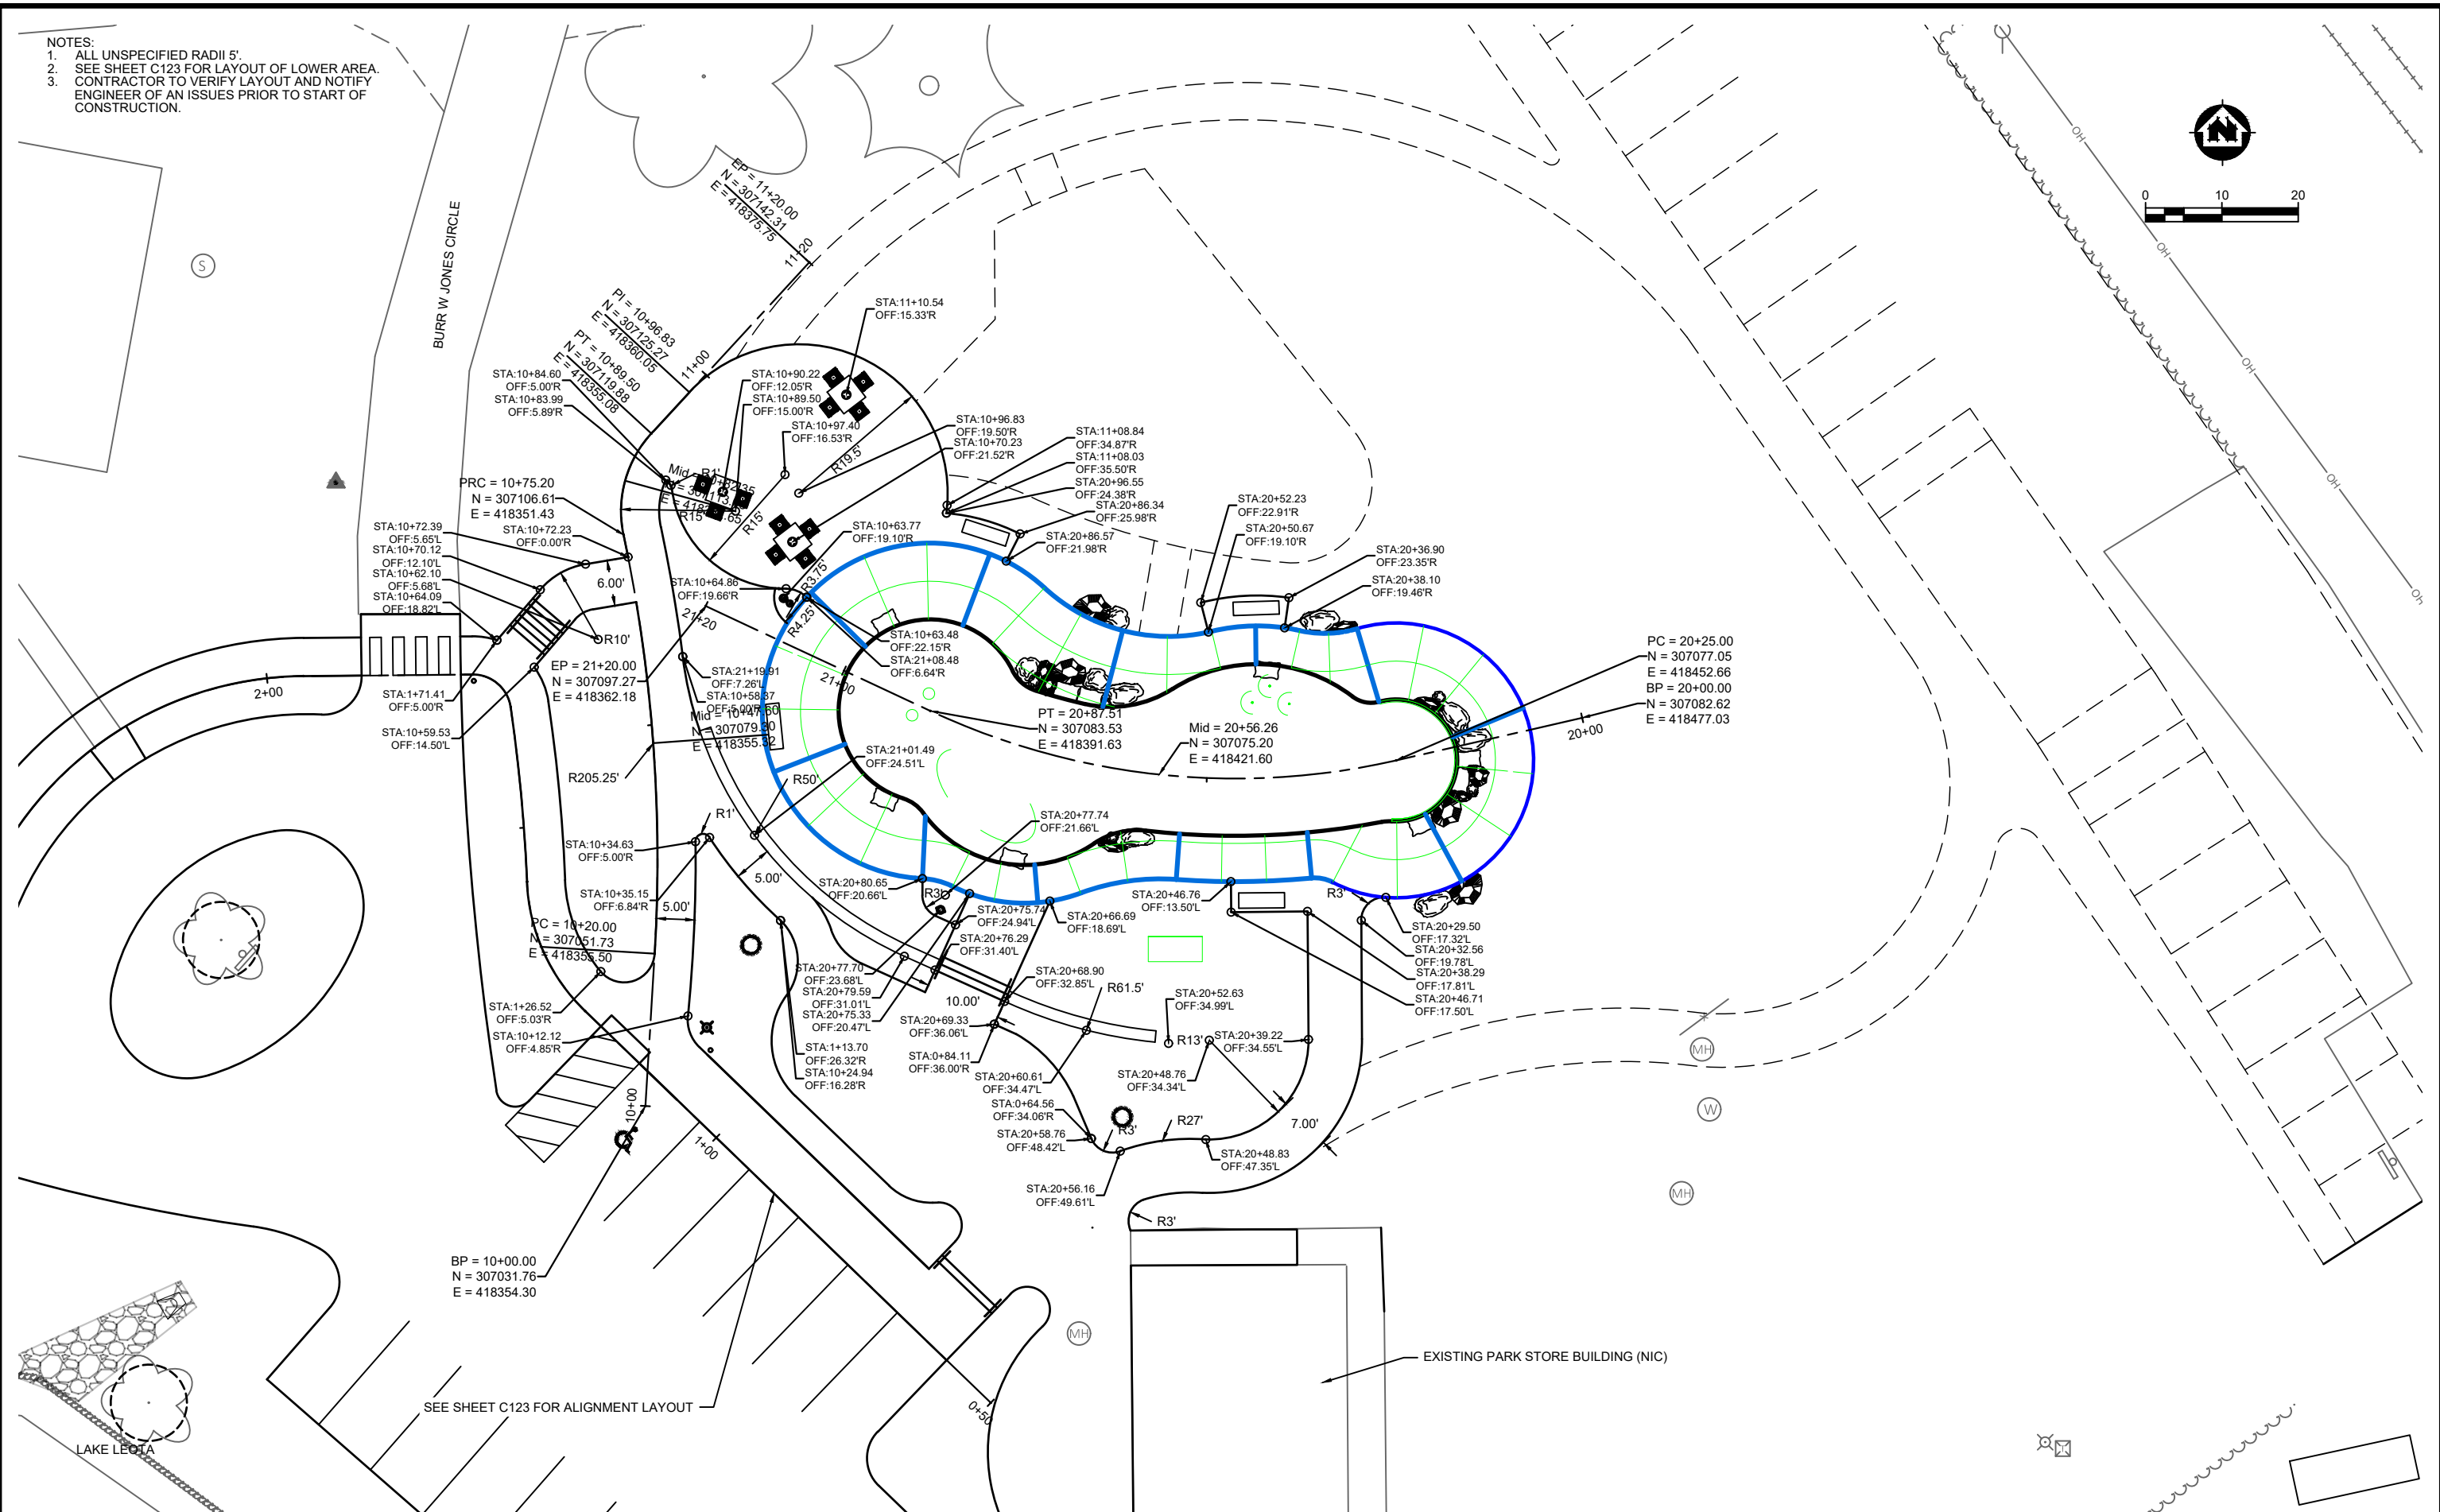 NOTES:
1. ALL UNSPECIFIED RADII 5'.
2. SEE SHEET C123 FOR LAYOUT OF LOWER AREA.
3. CONTRACTOR TO VERIFY LAYOUT AND NOTIFY
ENGINEER OF AN ISSUES PRIOR TO START OF
CONSTRUCTION.
BURR W JONES CIRCLE
S
N
0 10 20
OH
OH
OH
OH
OH
EP = 11+20.00
N = 307142.31
E = 418375.75
11+20
PI = 10+96.83
N = 307125.27
E = 418360.05
PT = 10+89.50
N = 307119.88
E = 418355.08
11+00
STA:11+10.54
OFF:15.33'R
STA:10+84.60
OFF:5.00'R
STA:10+83.99
OFF:5.89'R
STA:10+90.22
OFF:12.05'R
STA:10+89.50
OFF:15.00'R
STA:10+97.40
OFF:16.53'R
STA:10+96.83
OFF:19.50'R
STA:10+70.23
OFF:21.52'R
R19.5'
R15'
R15'
R1'
STA:11+08.84
OFF:34.87'R
STA:11+08.03
OFF:35.50'R
STA:20+96.55
OFF:24.38'R
STA:20+86.34
OFF:25.98'R
STA:20+86.57
OFF:21.98'R
STA:20+52.23
OFF:22.91'R
STA:20+50.67
OFF:19.10'R
STA:20+36.90
OFF:23.35'R
STA:20+38.10
OFF:19.46'R
PRC = 10+75.20
N = 307106.61
E = 418351.43
STA:10+72.39
OFF:5.65'L
STA:10+72.23
OFF:0.00'R
STA:10+70.12
OFF:12.10'L
STA:10+62.10
OFF:5.68'L
STA:10+64.09
OFF:18.82'L
6.00'
R10'
STA:10+63.77
OFF:19.10'R
STA:10+64.86
OFF:19.66'R
R3.75'
R4.25'
21+20
STA:10+63.48
OFF:22.15'R
STA:21+08.48
OFF:6.64'R
21+00
EP = 21+20.00
N = 307097.27
E = 418362.18
STA:21+19.91
OFF:7.26'L
STA:10+58.37
OFF:5.00'R
Mid = 10+47.60
N = 307079.30
E = 418355.32
2+00
STA:1+71.41
OFF:5.00'R
STA:10+59.53
OFF:14.50'L
R205.25'
STA:21+01.49
OFF:24.51'L
R50'
PT = 20+87.51
N = 307083.53
E = 418391.63
Mid = 20+56.26
N = 307075.20
E = 418421.60
PC = 20+25.00
N = 307077.05
E = 418452.66
BP = 20+00.00
N = 307082.62
E = 418477.03
20+00
R1'
STA:10+34.63
OFF:5.00'R
STA:10+35.15
OFF:6.84'R
5.00'
5.00'
PC = 10+20.00
N = 307051.73
E = 418355.50
STA:20+77.74
OFF:21.66'L
STA:20+80.65
OFF:20.66'L
R3'
STA:20+75.74
OFF:24.94'L
STA:20+76.29
OFF:31.40'L
STA:20+66.69
OFF:18.69'L
STA:20+46.76
OFF:13.50'L
R3'
STA:20+29.50
OFF:17.32'L
STA:20+32.56
OFF:19.78'L
STA:20+38.29
OFF:17.81'L
STA:20+46.71
OFF:17.50'L
STA:20+77.70
OFF:23.68'L
STA:20+79.59
OFF:31.01'L
STA:20+75.33
OFF:20.47'L
STA:20+68.90
OFF:32.85'L
10.00'
R61.5'
STA:20+69.33
OFF:36.06'L
STA:0+84.11
OFF:36.00'R
STA:20+52.63
OFF:34.99'L
R13'
STA:20+39.22
OFF:34.55'L
STA:20+48.76
OFF:34.34'L
STA:20+60.61
OFF:34.47'L
STA:0+64.56
OFF:34.06'R
STA:20+58.76
OFF:48.42'L
R3'
R27'
7.00'
STA:20+48.83
OFF:47.35'L
STA:20+56.16
OFF:49.61'L
R3'
STA:1+26.52
OFF:5.03'R
STA:10+12.12
OFF:4.85'R
STA:1+13.70
OFF:26.32'R
STA:10+24.94
OFF:16.28'R
10+00
1+00
BP = 10+00.00
N = 307031.76
E = 418354.30
MH
W
MH
MH
EXISTING PARK STORE BUILDING (NIC)
SEE SHEET C123 FOR ALIGNMENT LAYOUT
0+50
LAKE LEOTA